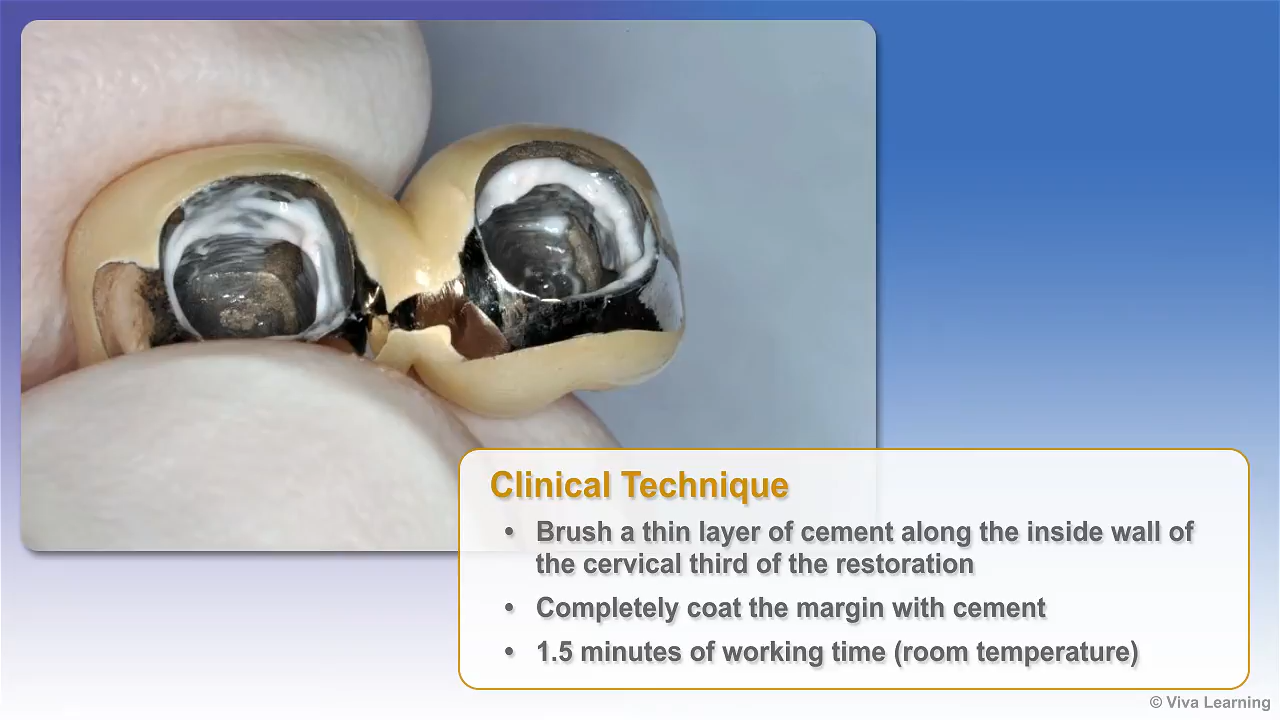 Clinical Technique
• Brush a thin layer of cement along the inside wall of
the cervical third of the restoration
• Completely coat the margin with cement
• 1.5 minutes of working time (room temperature)
© Viva Learning